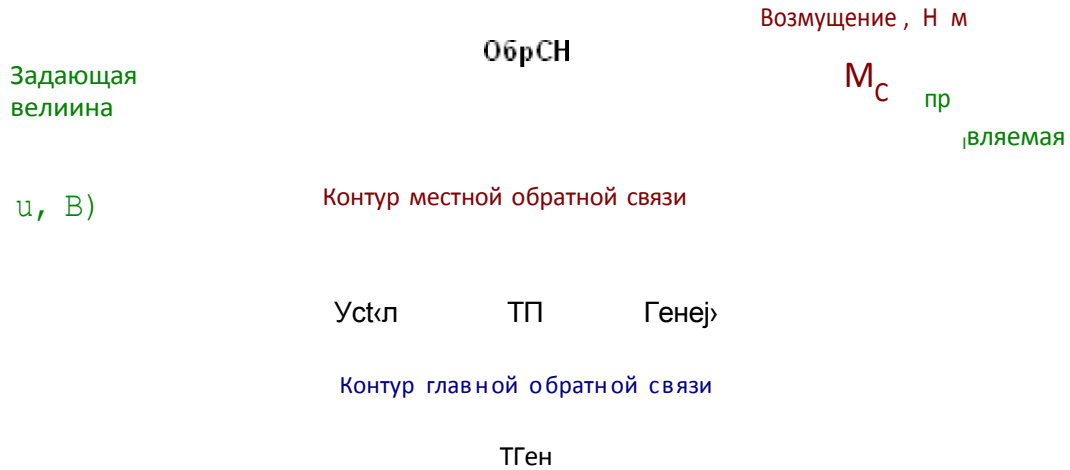 Возмущение , Н м
ОбрСН
Задающая
велиина
М С
пр
вляемая
u, В)
Контур местной обратной связи
ТП
Контур главной обратной связи
ТГен